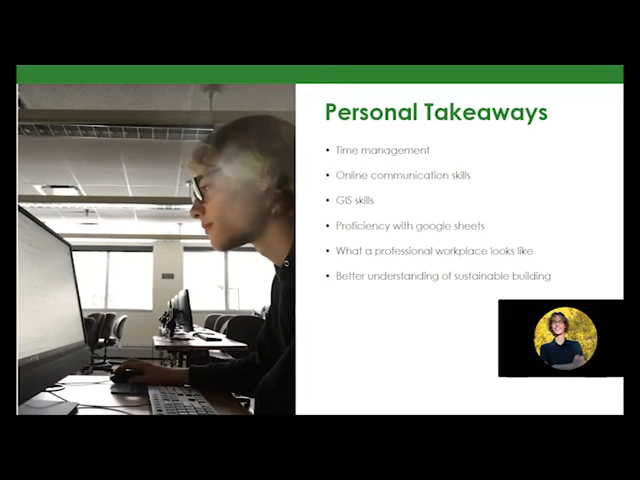 Personal Takeaways
• Time management
• Online communication skills
• GIS skills
• Proficiency with google sheets
• What a professional workplace looks like
• Better understanding of sustainable building